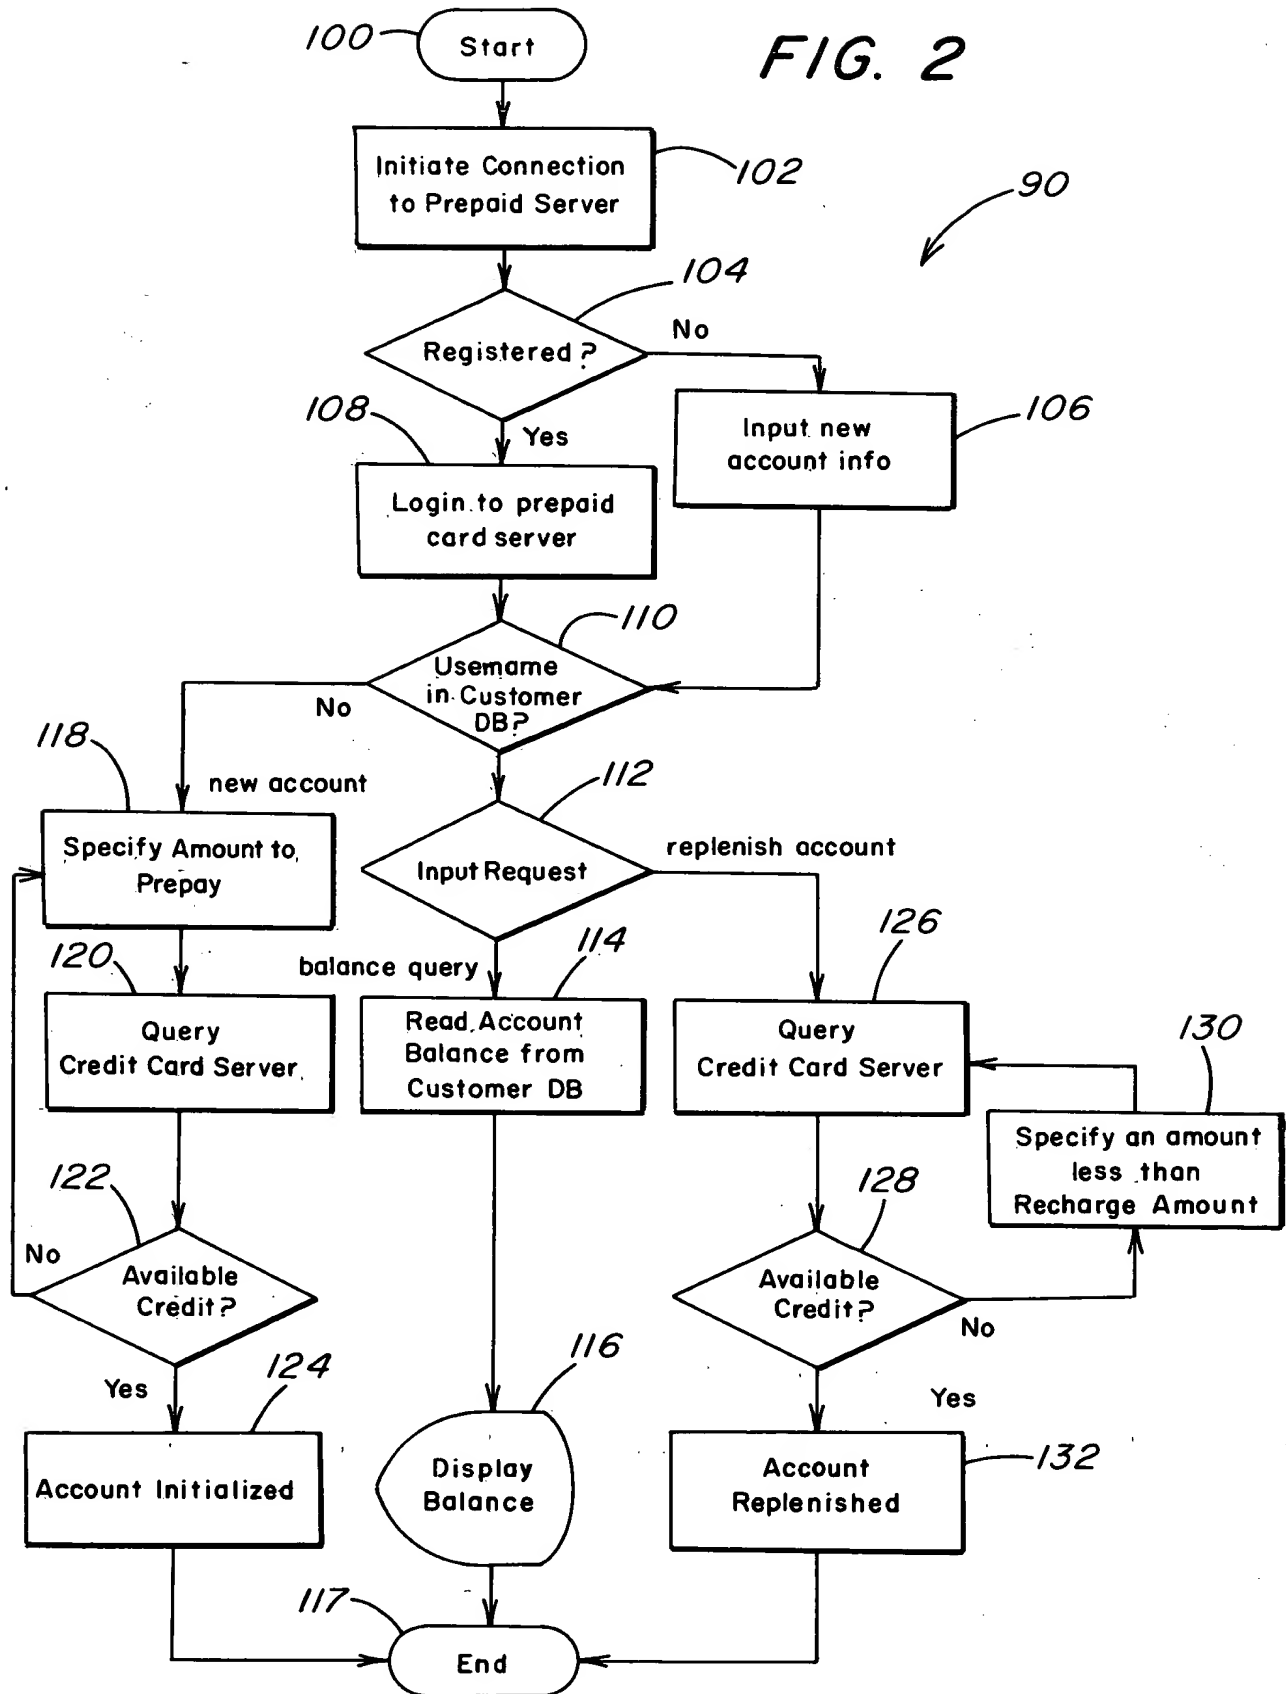 FIG. 2
100
Start
Initiate Connection
to Prepaid Server
102
90
104
Registered?
No
Yes
106
Input new
account info
108
Login to prepaid
card server
110
Username
in Customer
DB?
No
new account
112
Input Request
replenish account
balance query
118
Specify Amount to
Prepay
120
Query
Credit Card Server
114
Read Account
Balance from
Customer DB
126
Query
Credit Card Server
130
Specify an amount
less than
Recharge Amount
122
Available
Credit?
No
Yes
128
Available
Credit?
No
Yes
124
Account Initialized
116
Display
Balance
132
Account
Replenished
117
End